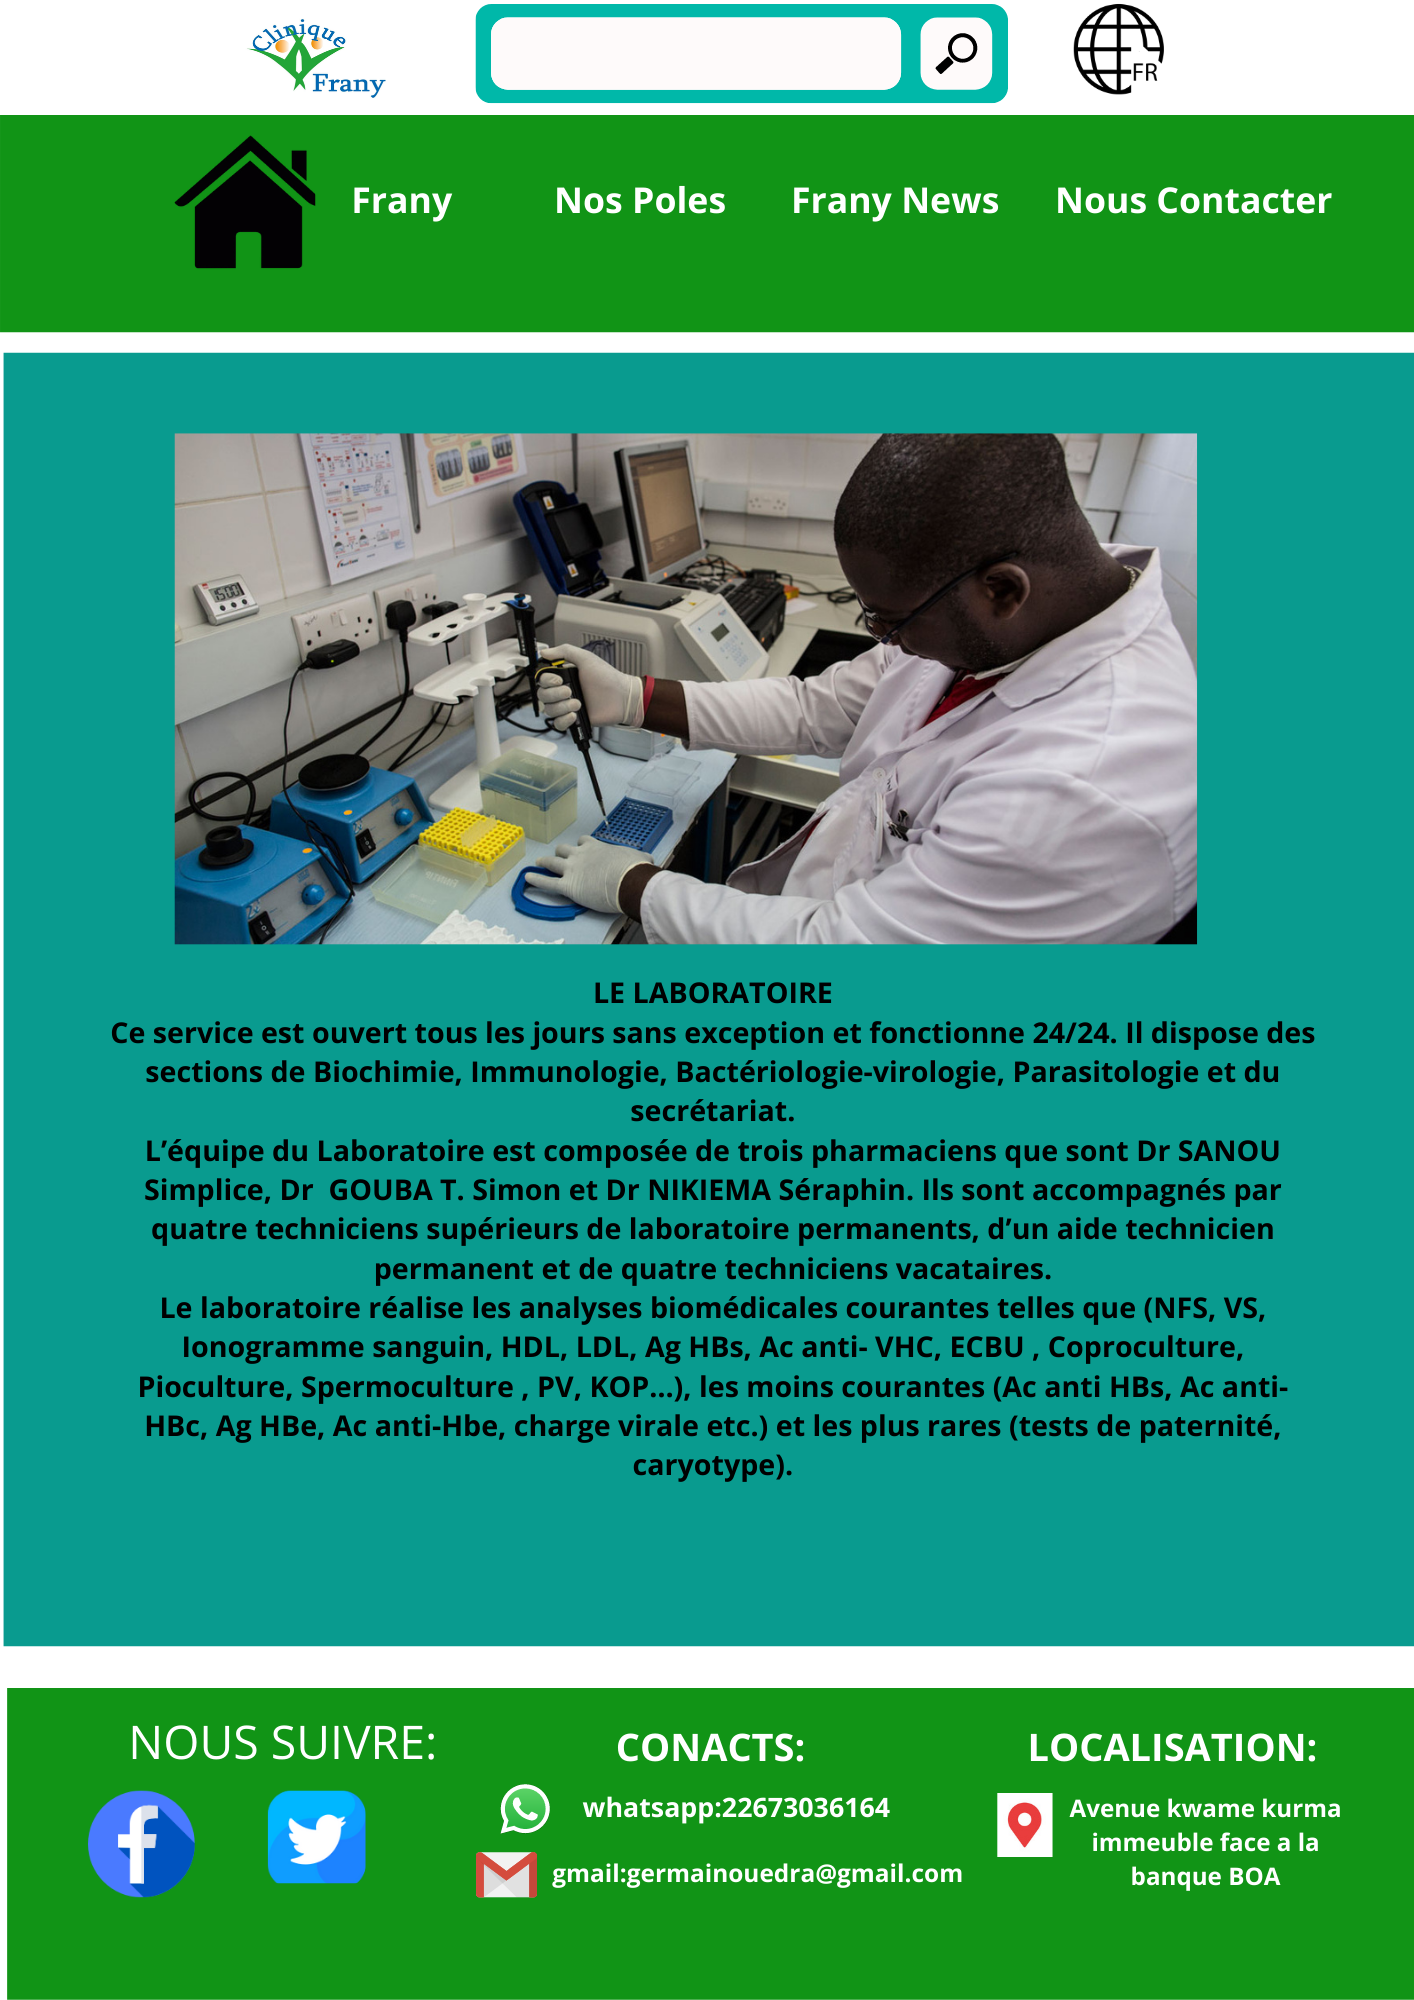 Clinique
Frany
FR
Frany
Nos Poles
Frany News
Nous Contacter
LE LABORATOIRE
Ce service est ouvert tous les jours sans exception et fonctionne 24/24. Il dispose des
sections de Biochimie, Immunologie, Bactériologie-virologie, Parasitologie et du
secrétariat.
L’équipe du Laboratoire est composée de trois pharmaciens que sont Dr SANOU
Simplice, Dr  GOUBA T. Simon et Dr NIKIEMA Séraphin. Ils sont accompagnés par
quatre techniciens supérieurs de laboratoire permanents, d’un aide technicien
permanent et de quatre techniciens vacataires.
Le laboratoire réalise les analyses biomédicales courantes telles que (NFS, VS,
Ionogramme sanguin, HDL, LDL, Ag HBs, Ac anti- VHC, ECBU , Coproculture,
Pioculture, Spermoculture , PV, KOP…), les moins courantes (Ac anti HBs, Ac anti-
HBc, Ag HBe, Ac anti-Hbe, charge virale etc.) et les plus rares (tests de paternité,
caryotype).
NOUS SUIVRE:
CONACTS:
whatsapp:22673036164
gmail:germainouedra@gmail.com
LOCALISATION:
Avenue kwame kurma
immeuble face a la
banque BOA